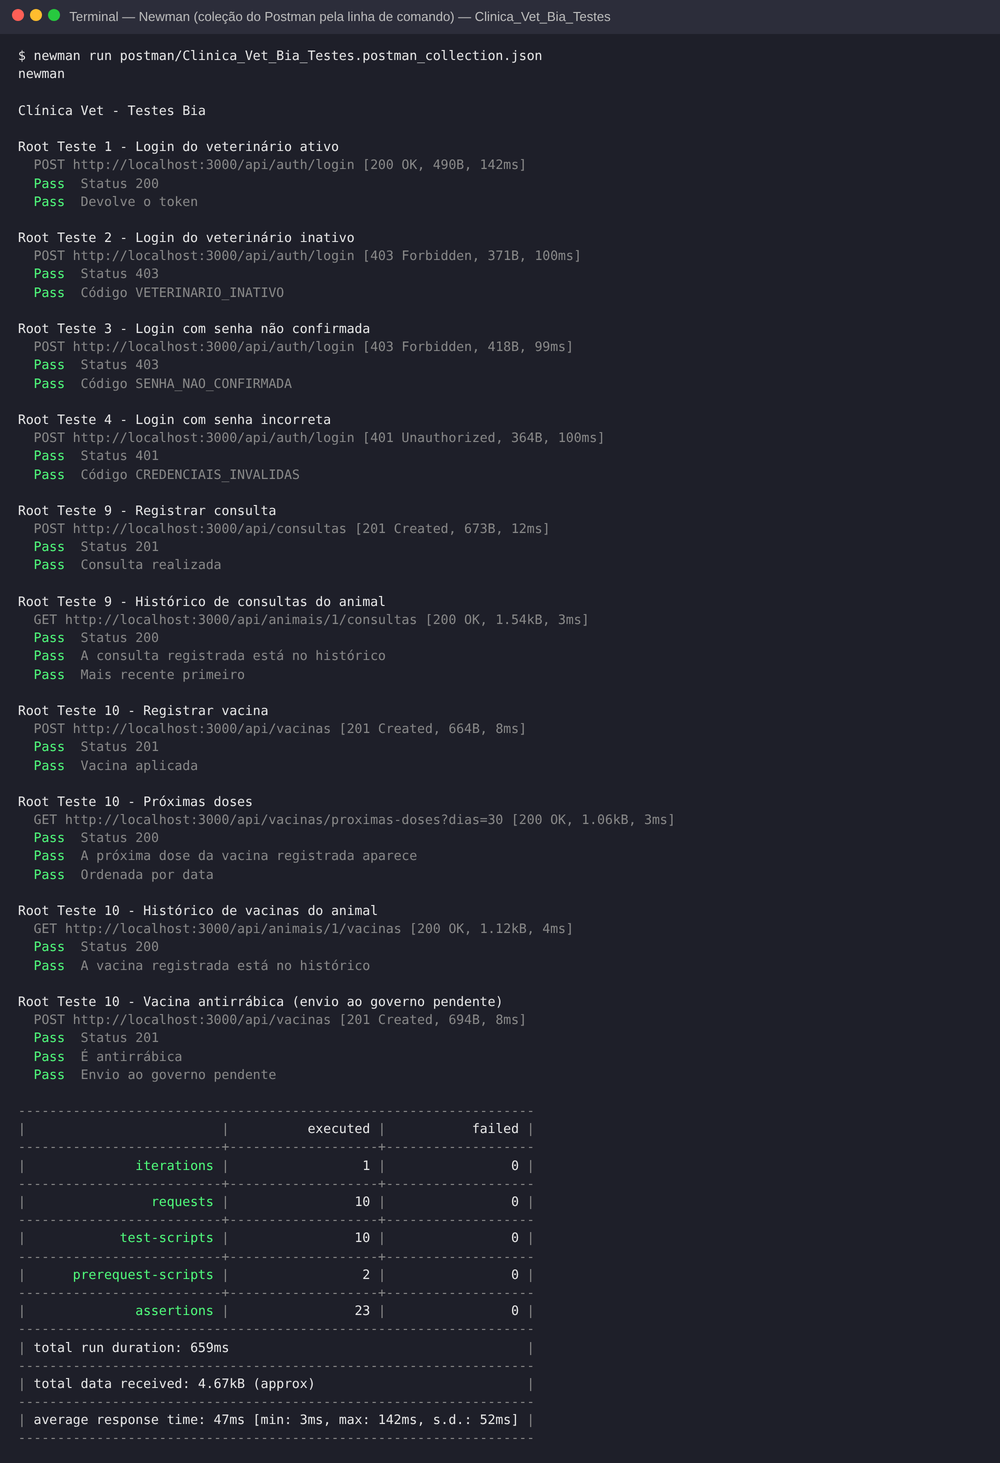 Terminal — Newman (coleção do Postman pela linha de comando) — Clinica_Vet_Bia_Testes
$ newman run postman/Clinica_Vet_Bia_Testes.postman_collection.json
newman
Clínica Vet - Testes Bia
Root Teste 1 - Login do veterinário ativo
POST http://localhost:3000/api/auth/login [200 OK, 490B, 142ms]
Pass  Status 200
Pass  Devolve o token
Root Teste 2 - Login do veterinário inativo
POST http://localhost:3000/api/auth/login [403 Forbidden, 371B, 100ms]
Pass  Status 403
Pass  Código VETERINARIO_INATIVO
Root Teste 3 - Login com senha não confirmada
POST http://localhost:3000/api/auth/login [403 Forbidden, 418B, 99ms]
Pass  Status 403
Pass  Código SENHA_NAO_CONFIRMADA
Root Teste 4 - Login com senha incorreta
POST http://localhost:3000/api/auth/login [401 Unauthorized, 364B, 100ms]
Pass  Status 401
Pass  Código CREDENCIAIS_INVALIDAS
Root Teste 9 - Registrar consulta
POST http://localhost:3000/api/consultas [201 Created, 673B, 12ms]
Pass  Status 201
Pass  Consulta realizada
Root Teste 9 - Histórico de consultas do animal
GET http://localhost:3000/api/animais/1/consultas [200 OK, 1.54kB, 3ms]
Pass  Status 200
Pass  A consulta registrada está no histórico
Pass  Mais recente primeiro
Root Teste 10 - Registrar vacina
POST http://localhost:3000/api/vacinas [201 Created, 664B, 8ms]
Pass  Status 201
Pass  Vacina aplicada
Root Teste 10 - Próximas doses
GET http://localhost:3000/api/vacinas/proximas-doses?dias=30 [200 OK, 1.06kB, 3ms]
Pass  Status 200
Pass  A próxima dose da vacina registrada aparece
Pass  Ordenada por data
Root Teste 10 - Histórico de vacinas do animal
GET http://localhost:3000/api/animais/1/vacinas [200 OK, 1.12kB, 4ms]
Pass  Status 200
Pass  A vacina registrada está no histórico
Root Teste 10 - Vacina antirrábica (envio ao governo pendente)
POST http://localhost:3000/api/vacinas [201 Created, 694B, 8ms]
Pass  Status 201
Pass  É antirrábica
Pass  Envio ao governo pendente
| | executed | failed |
| iterations | 1 | 0 |
| requests | 10 | 0 |
| test-scripts | 10 | 0 |
| prerequest-scripts | 2 | 0 |
| assertions | 23 | 0 |
| total run duration: 659ms |
| total data received: 4.67kB (approx) |
| average response time: 47ms [min: 3ms, max: 142ms, s.d.: 52ms] |